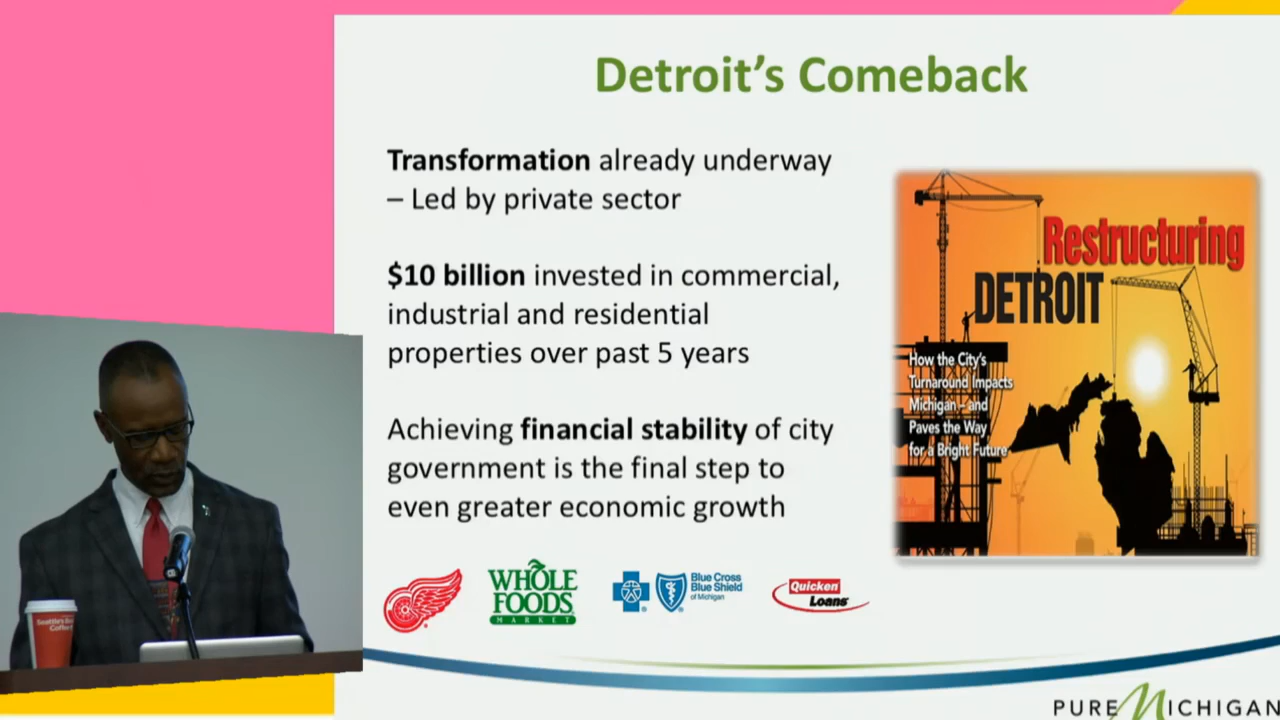 Detroit's Comeback
Transformation already underway
– Led by private sector
$10 billion invested in commercial,
industrial and residential
properties over past 5 years
Achieving financial stability of city
government is the final step to
even greater economic growth
Restructuring
DETROIT
How the City's
Turnaround Impacts
Michigan – and
Paves the Way
for a Bright Future
WHOLE
FOODS
MARKET
Blue Cross
Blue Shield
of Michigan
Quicken
Loans
Seattle's Best
Coffee
PURE MICHIGAN